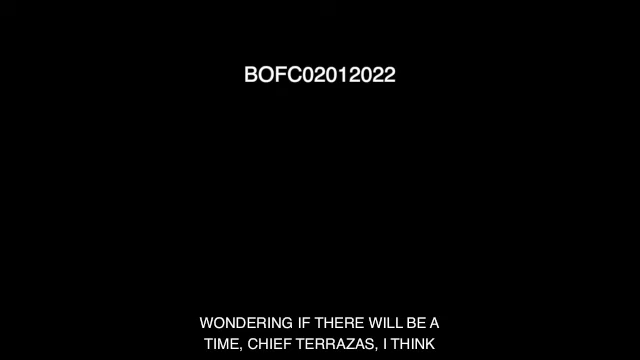 BOFC02012022
WONDERING IF THERE WILL BE A
TIME, CHIEF TERRAZAS, I THINK